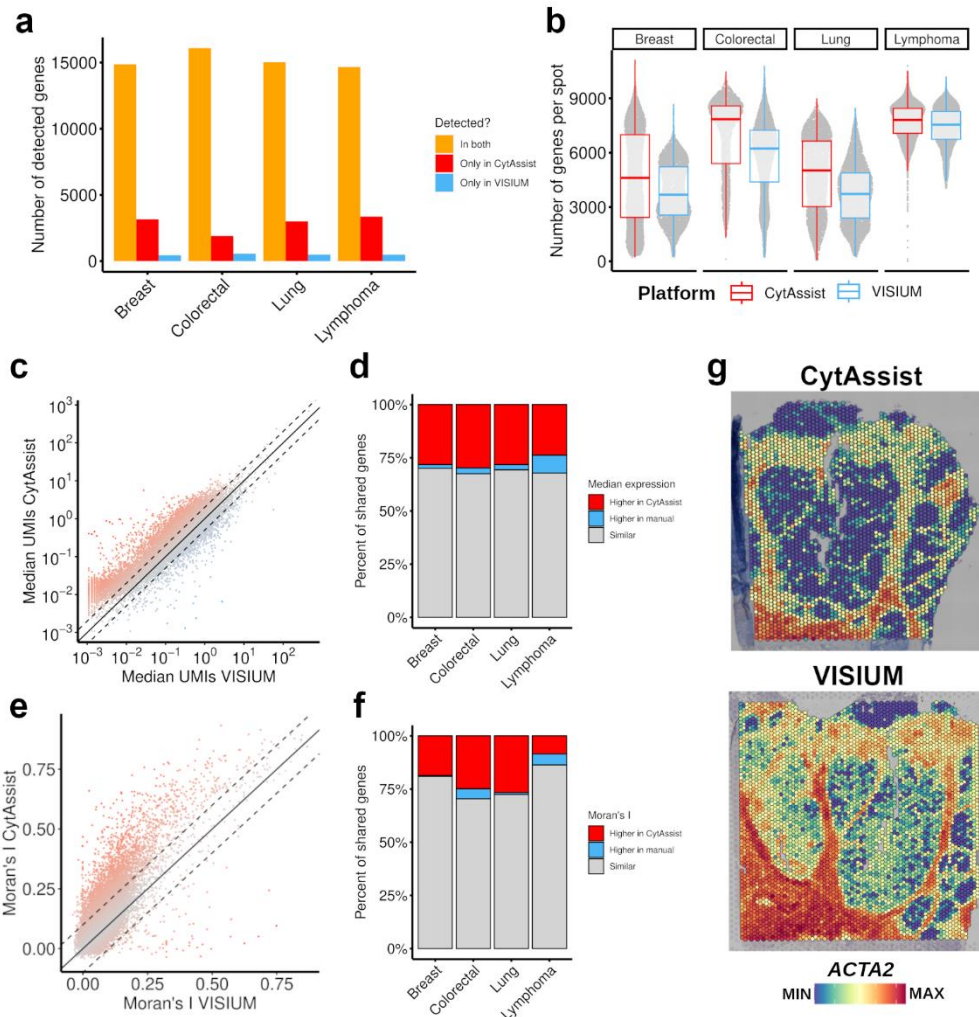 a
Number of detected genes
15000
10000
5000
0
Breast
Colorectal
Lung
Lymphoma
Detected?
In both
Only in CytAssist
Only in VISIUM
b
Breast
Colorectal
Lung
Lymphoma
Number of genes per spot
9000
6000
3000
0
Platform
CytAssist
VISIUM
c
Median UMIs CytAssist
10³
10²
10¹
10⁰
10⁻¹
10⁻²
10⁻³
10⁻³ 10⁻² 10⁻¹ 10⁰ 10¹ 10²
Median UMIs VISIUM
d
Percent of shared genes
100%
75%
50%
25%
0%
Breast
Colorectal
Lung
Lymphoma
Median expression
Higher in CytAssist
Higher in manual
Similar
e
Moran's I CytAssist
0.75
0.50
0.25
0.00
0.00 0.25 0.50 0.75
Moran's I VISIUM
f
Percent of shared genes
100%
75%
50%
25%
0%
Breast
Colorectal
Lung
Lymphoma
Moran's I
Higher in CytAssist
Higher in manual
Similar
g
CytAssist
VISIUM
ACTA2
MIN MAX